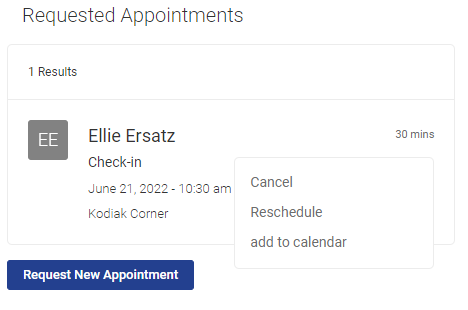 Requested Appointments
1 Results
EE
Ellie Ersatz
30 mins
Check-in
June 21, 2022 - 10:30 am
Kodiak Corner
Cancel
Reschedule
add to calendar
Request New Appointment